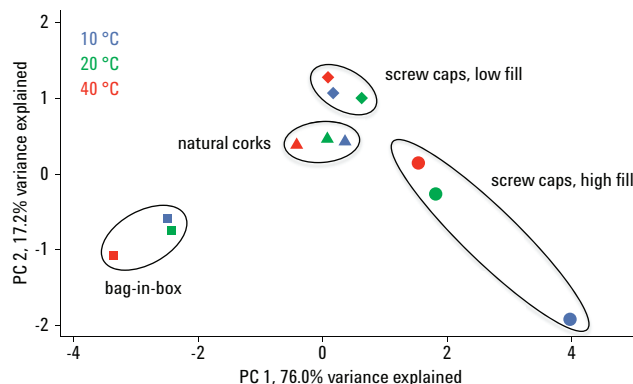 2
10 °C
20 °C
40 °C
screw caps, low fill
1
natural corks
0
screw caps, high fill
-1
bag-in-box
-2
-4
-2
0
2
4
PC 1, 76.0% variance explained
PC 2, 17.2% variance explained